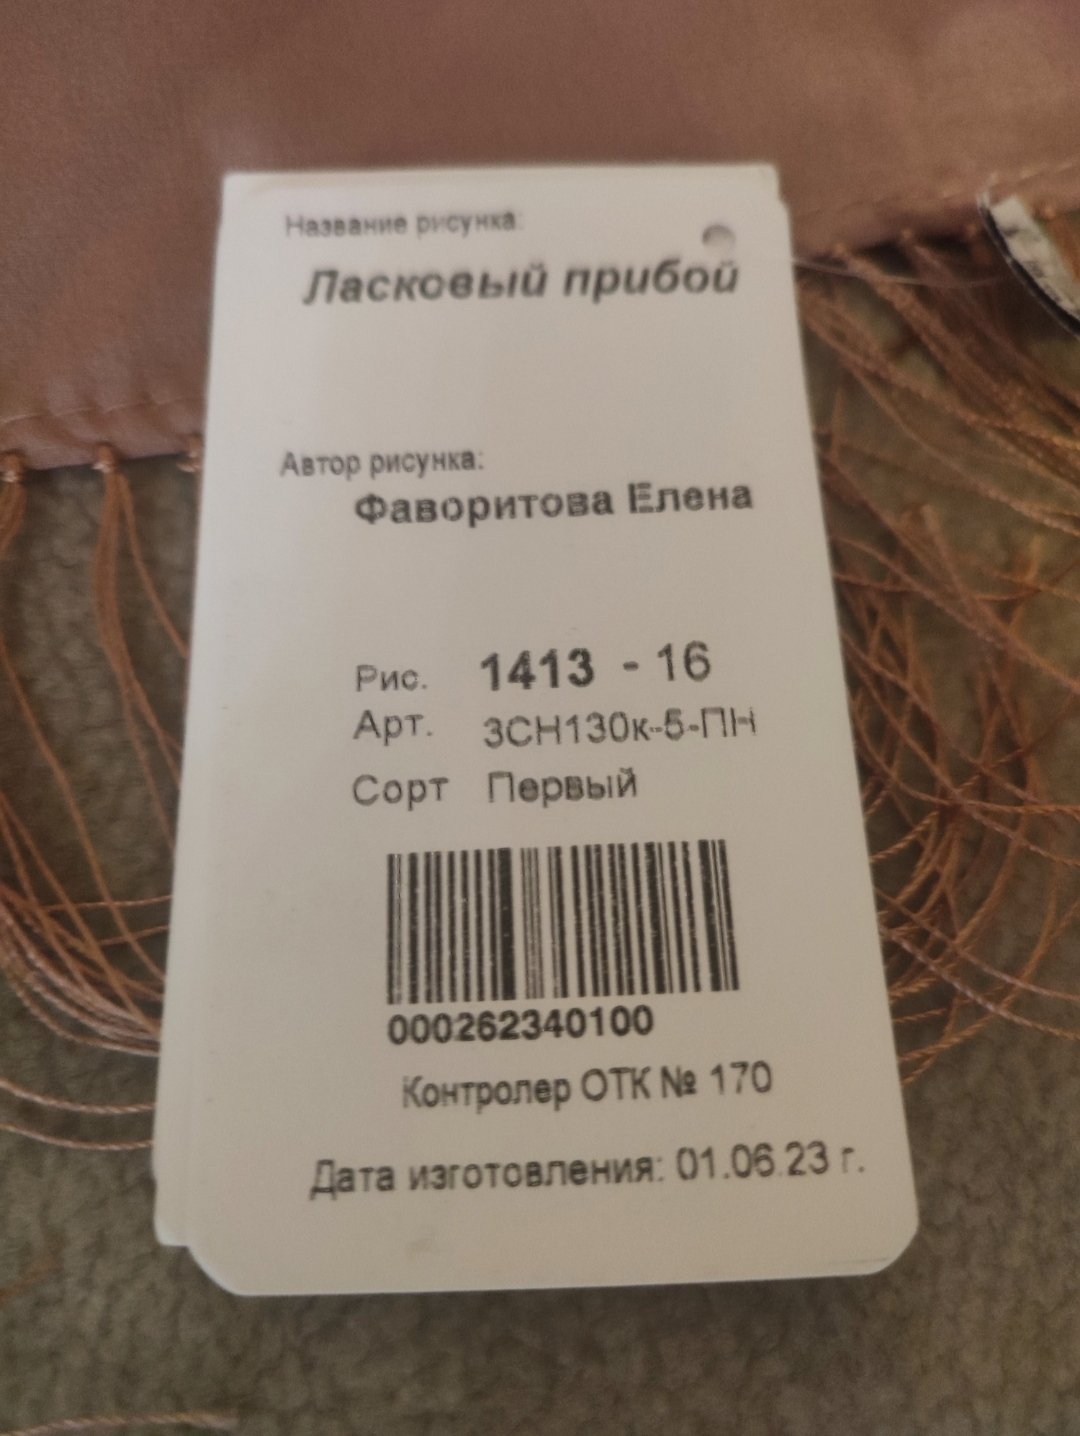 Название рисунка:
Ласковый прибой
Автор рисунка:
Фаворитова Елена
Рис. 1413 - 16
Арт. 3СН130к-5-ПН
Сорт Первый
000262340100
Контролер ОТК № 170
Дата изготовления: 01.06.23 г.